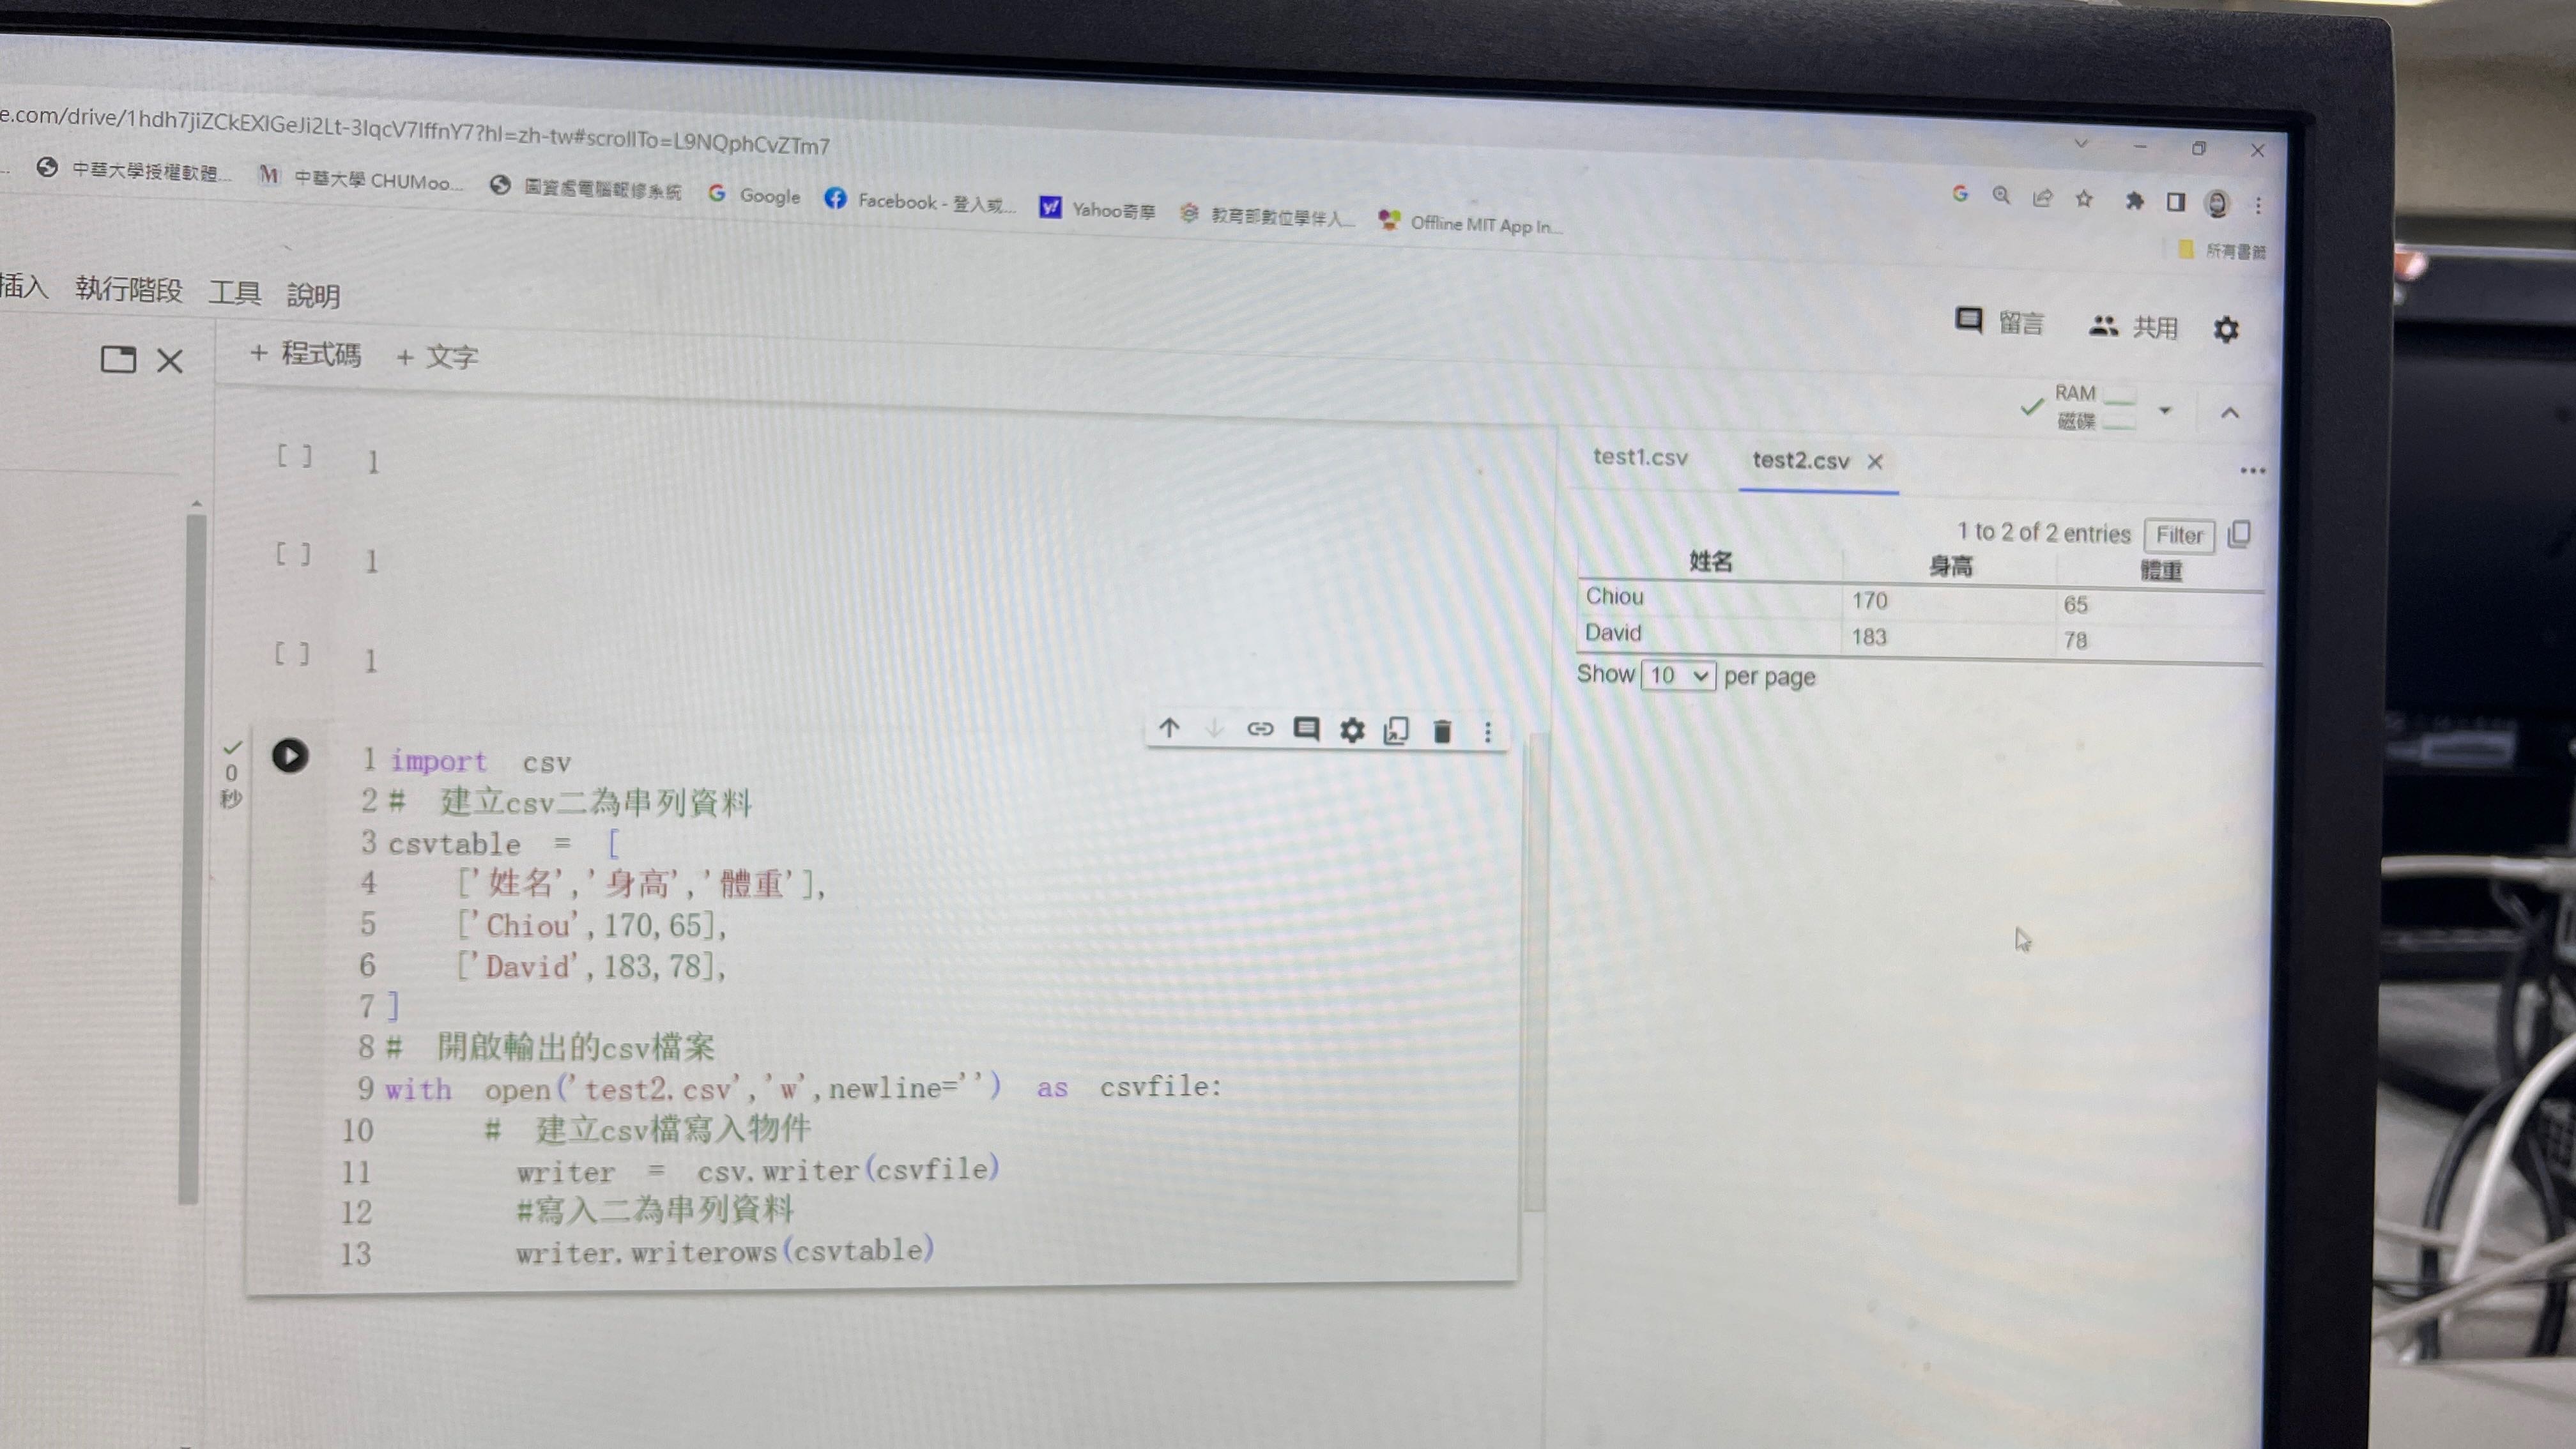 e.com/drive/1hdh7jiZCkEXIGeJi2Lt-3IqcV7IffnY7?hl=zh-tw#scrollTo=L9NQphCvZTm7
中華大學授權軟體... 中華大學 CHUMoo... 圖資處電腦報修系統 Google Facebook - 登入或... Yahoo奇摩 教育部數位學伴人... Offline MIT App In...
所有書籤
插入 執行階段 工具 說明
留言 共用
+ 程式碼 + 文字
RAM
磁碟
[ ] 1
[ ] 1
[ ] 1
0
秒
1 import csv
2 # 建立csv二為串列資料
3 csvtable = [
4 ['姓名','身高','體重'],
5 ['Chiou',170,65],
6 ['David',183,78],
7 ]
8 # 開啟輸出的csv檔案
9 with open('test2.csv','w',newline='') as csvfile:
10 # 建立csv檔寫入物件
11 writer = csv.writer(csvfile)
12 #寫入二為串列資料
13 writer.writerows(csvtable)
test1.csv test2.csv
1 to 2 of 2 entries Filter
姓名 身高 體重
Chiou 170 65
David 183 78
Show 10 per page